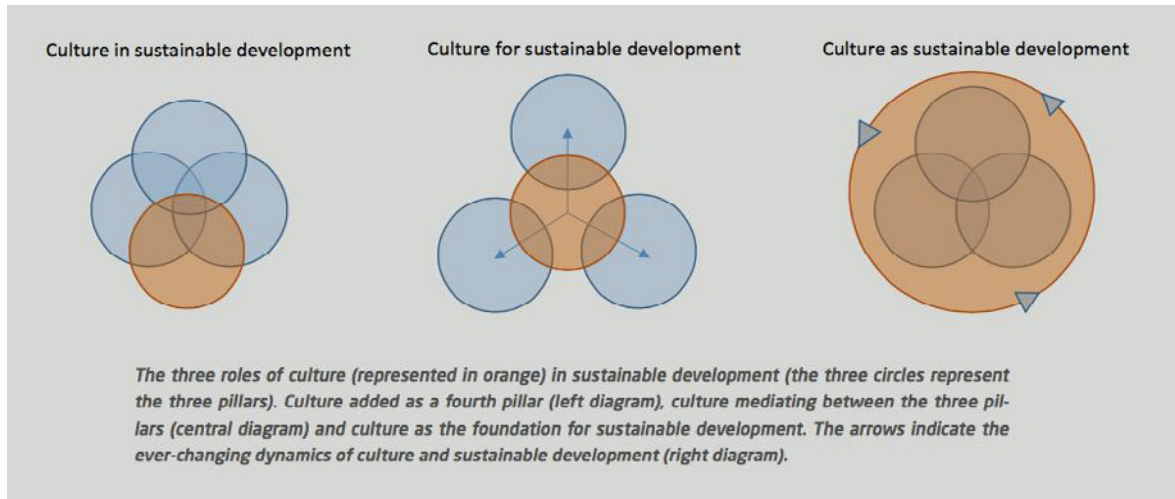 Culture in sustainable development
Culture for sustainable development
Culture as sustainable development
The three roles of culture (represented in orange) in sustainable development (the three circles represent
the three pillars). Culture added as a fourth pillar (left diagram), culture mediating between the three pil-
lars (central diagram) and culture as the foundation for sustainable development. The arrows indicate the
ever-changing dynamics of culture and sustainable development (right diagram).